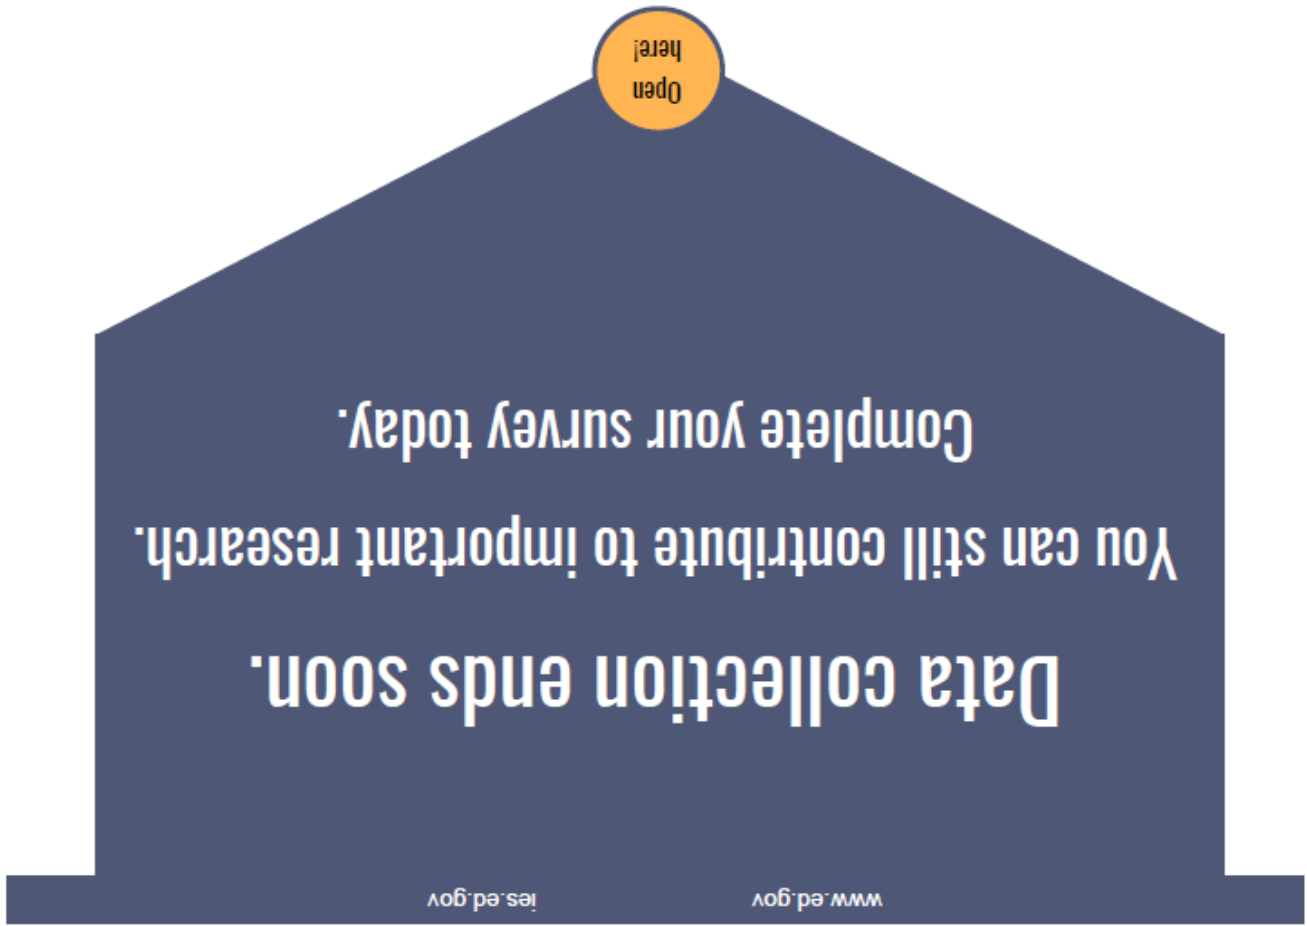 www.ed.gov
ies.ed.gov
Data collection ends soon.
You can still contribute to important research.
Complete your survey today.
Open
here!